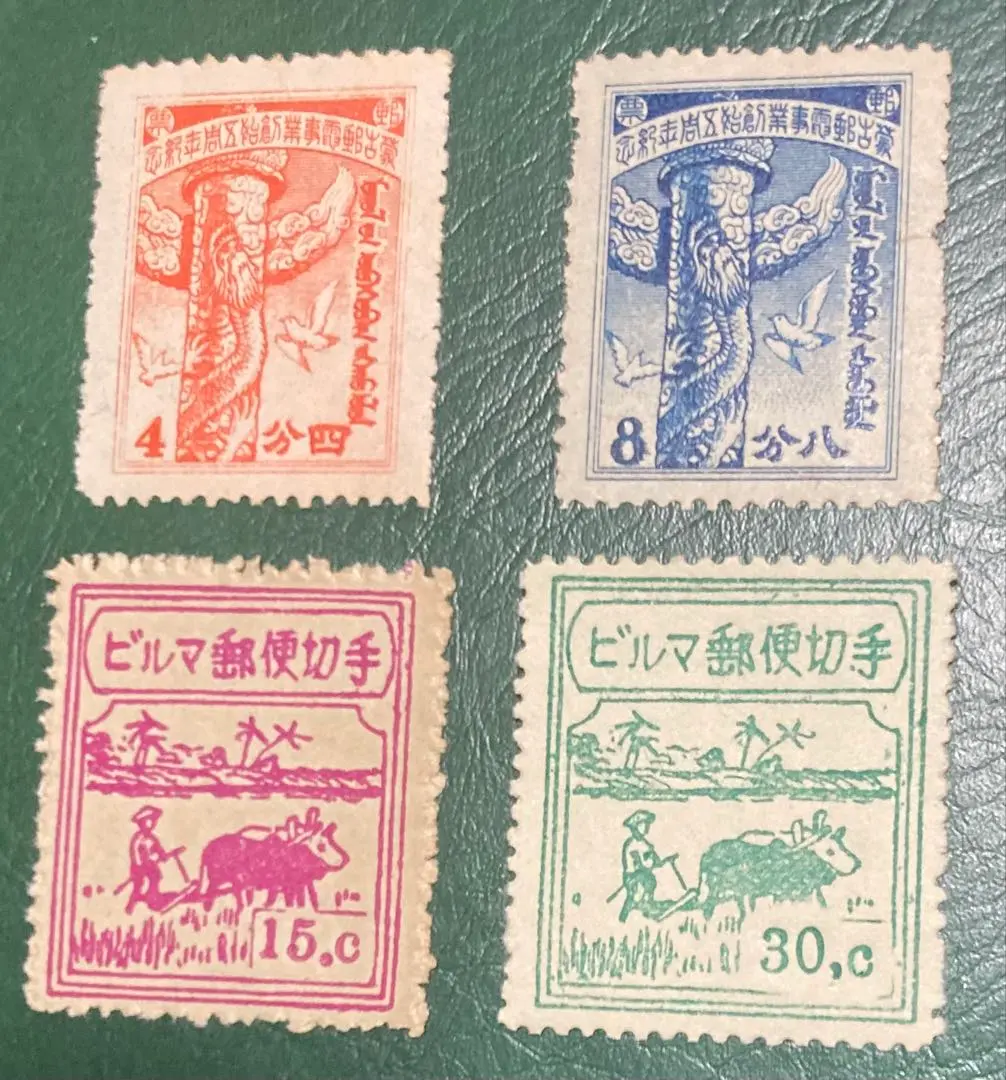 郵票
蒙古郵電事業創始五周年紀念
4
四分
郵票
蒙古郵電事業創始五周年紀念
8
八分
ビルマ郵便切手
15.c
ビルマ郵便切手
30,c